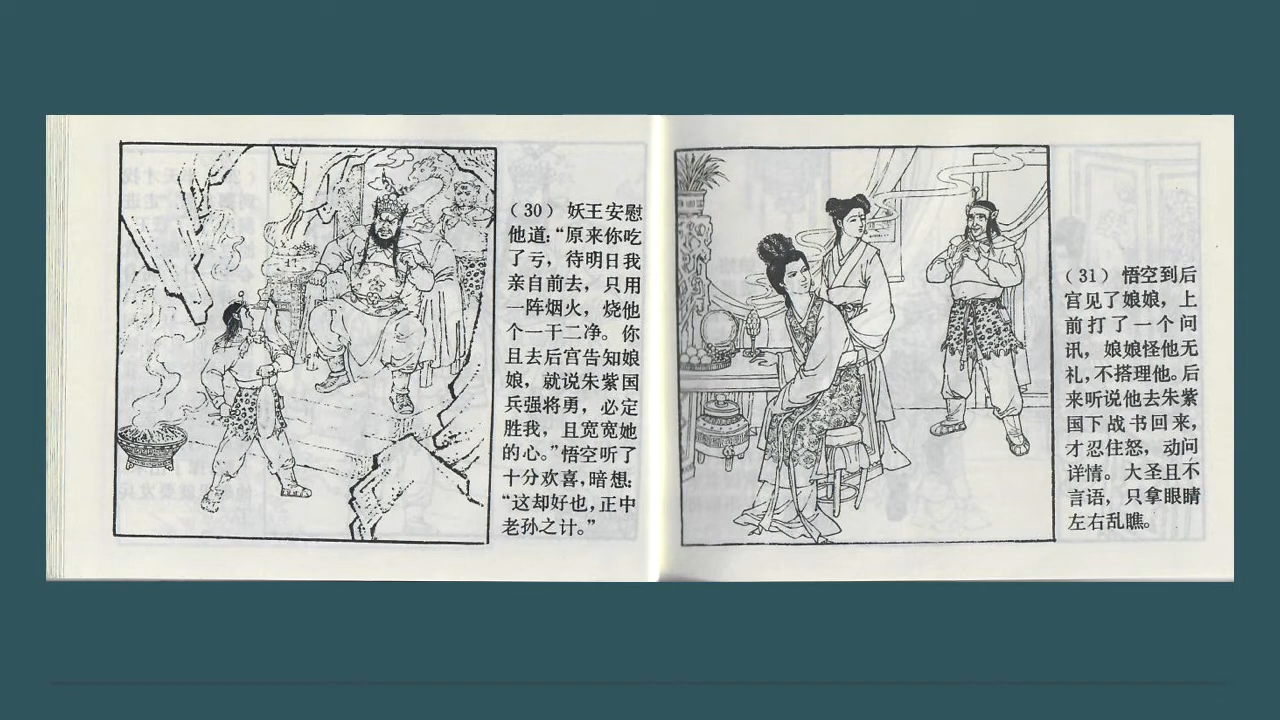 （30） 妖王安慰
他道：“原来你吃
了亏，待明日我
亲自前去，只用
一阵烟火，烧他
个一干二净。你
且去后宫告知娘
娘，就说朱紫国
兵强将勇，必定
胜我，且宽宽她
的心。”悟空听了
十分欢喜，暗想：
“这却好也，正中
老孙之计。”
（31） 悟空到后
宫见了娘娘，上
前打了一个问
讯，娘娘怪他无
礼，不搭理他。后
来听说他去朱紫
国下战书回来，
才忍住怒，动问
详情。大圣且不
言语，只拿眼睛
左右乱瞧。